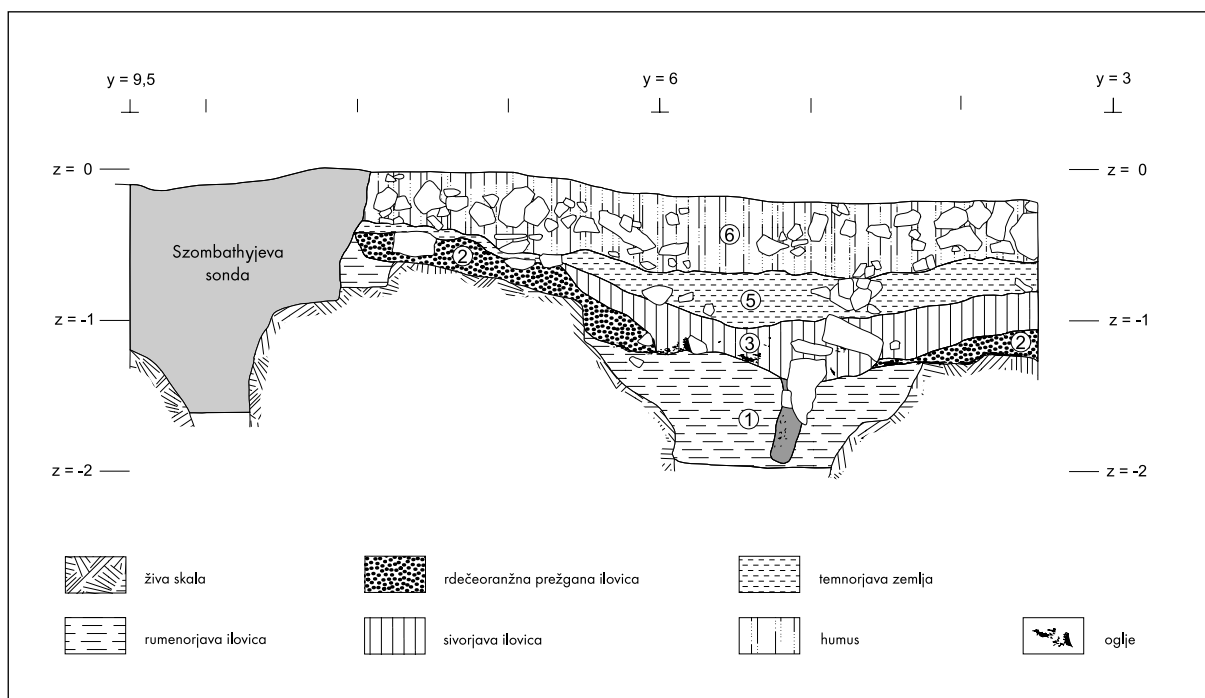 y = 9,5
y = 6
y = 3
z = 0
z = 0
Szombathyjeva
sonda
6
2
5
z = -1
z = -1
3
2
1
z = -2
z = -2
živa skala
rdečeoranžna prežgana ilovica
temnorjava zemlja
rumenorjava ilovica
sivorjava ilovica
humus
oglje